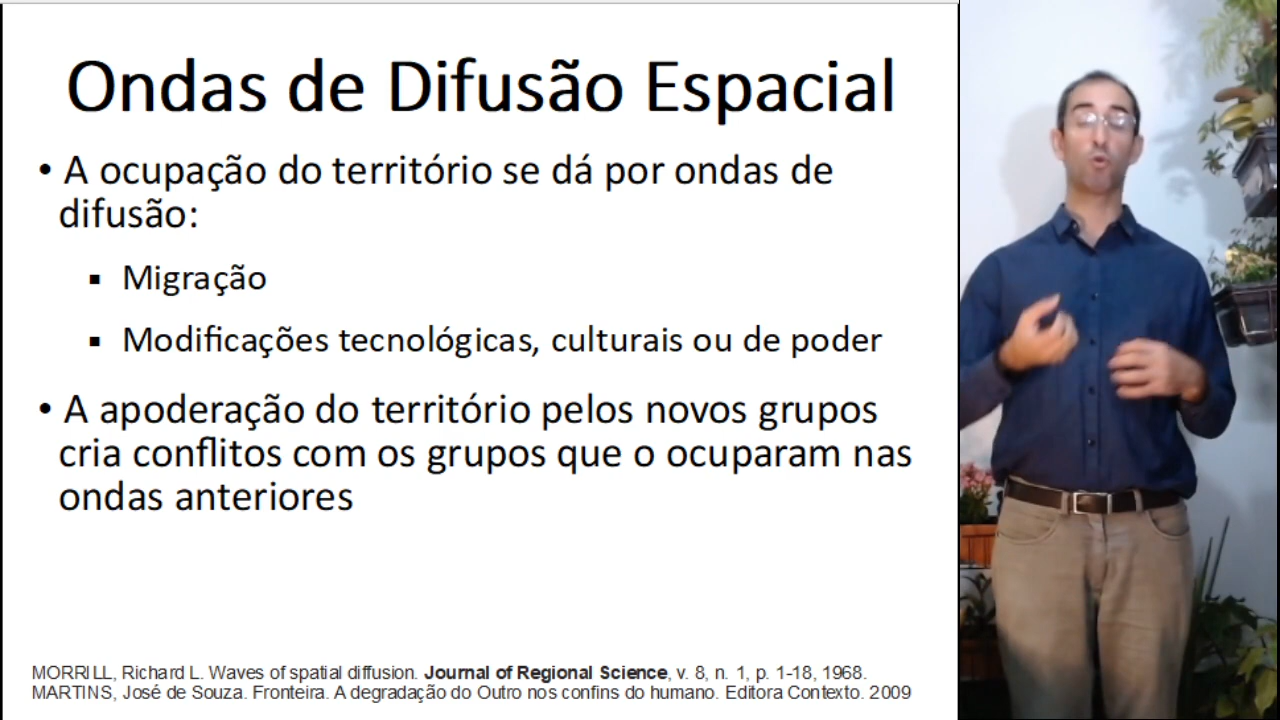 Ondas de Difusão Espacial
• A ocupação do território se dá por ondas de
difusão:
▪ Migração
▪ Modificações tecnológicas, culturais ou de poder
• A apoderação do território pelos novos grupos
cria conflitos com os grupos que o ocuparam nas
ondas anteriores
MORRILL, Richard L. Waves of spatial diffusion. Journal of Regional Science, v. 8, n. 1, p. 1-18, 1968.
MARTINS, José de Souza. Fronteira. A degradação do Outro nos confins do humano. Editora Contexto. 2009